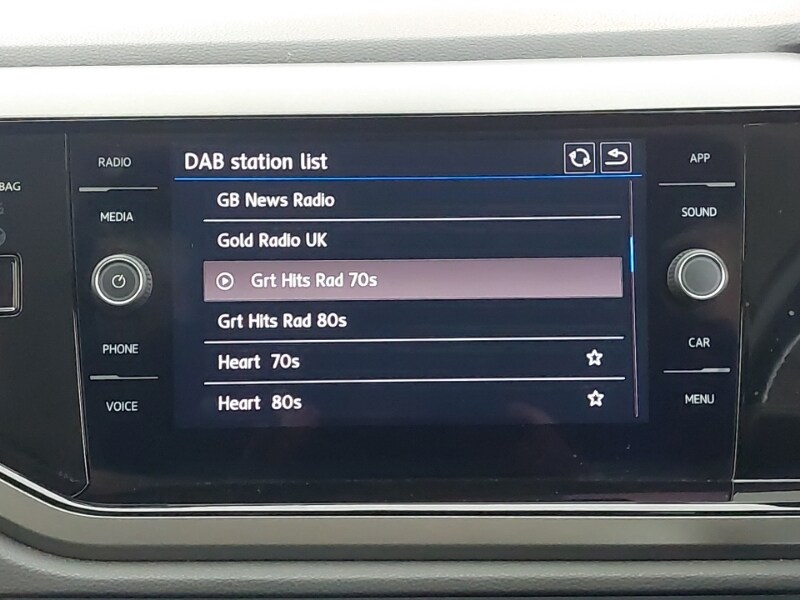 RADIO
MEDIA
PHONE
VOICE
DAB station list
GB News Radio
Gold Radio UK
Grt Hits Rad 70s
Grt Hits Rad 80s
Heart 70s
Heart 80s
APP
SOUND
CAR
MENU